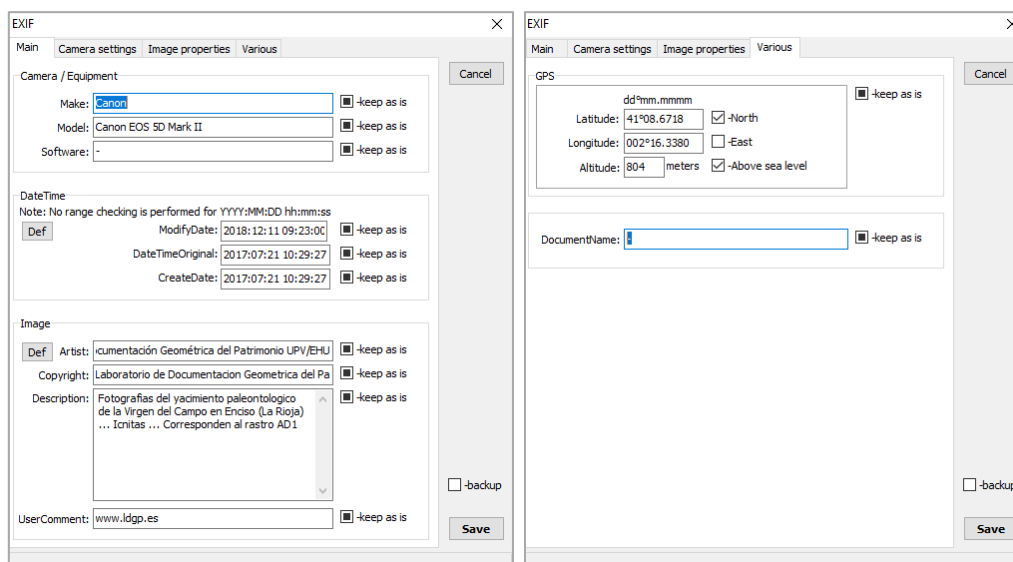 EXIF
Main Camera settings Image properties Various
Camera / Equipment
Cancel
Make: Canon -keep as is
Model: Canon EOS 5D Mark II -keep as is
Software: - -keep as is
DateTime
Note: No range checking is performed for YYYY:MM:DD hh:mm:ss
Def ModifyDate: 2018:12:11 09:23:00 -keep as is
DateTimeOriginal: 2017:07:21 10:29:27 -keep as is
CreateDate: 2017:07:21 10:29:27 -keep as is
Image
Def Artist: cumentación Geométrica del Patrimonio UPV/EHU -keep as is
Copyright: Laboratorio de Documentacion Geometrica del Pa -keep as is
Description: Fotografias del yacimiento paleontologico -keep as is
de la Virgen del Campo en Enciso (La Rioja)
... Icnitas ... Corresponden al rastro AD1
-backup
UserComment: www.ldgp.es -keep as is
Save
EXIF
Main Camera settings Image properties Various
GPS
Cancel
dd°mm.mmmm -keep as is
Latitude: 41°08.6718 -North
Longitude: 002°16.3380 -East
Altitude: 804 meters -Above sea level
DocumentName: - -keep as is
-backup
Save